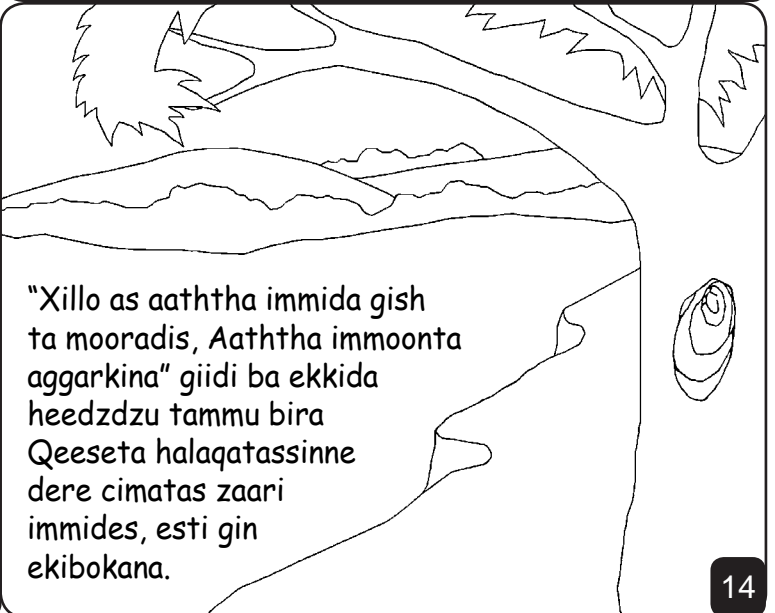 “Xillo as aaththa immida gish
ta mooradis, Aaththa immoonta
aggarkina” giidi ba ekkida
heedzdzu tammu bira
Qeeseta halaqatassinne
dere cimatas zaari
immides, esti gin
ekibokana.
14